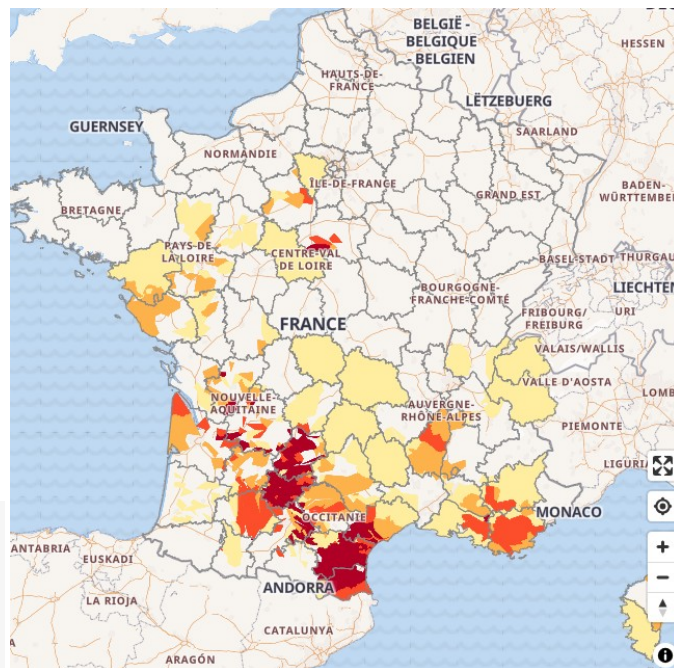 BELGIË -
BELGIQUE
- BELGIEN
HESSEN
HAUTS-DE-
FRANCE
LËTZEBUERG
GUERNSEY
SAARLAND
NORMANDIE
ÎLE-DE-FRANCE
GRAND EST
BADEN-
WÜRTTEMBER
BRETAGNE
PAYS-DE-
LA-LOIRE
CENTRE-VAL
DE LOIRE
BASEL-STADT
THURGAU
BOURGOGNE-
FRANCHE-COMTÉ
LIECHTEN
FRIBOURG/
FREIBURG
URI
FRANCE
VALAIS/WALLIS
VALLE D'AOSTA
LOMB
NOUVELLE-
AQUITAINE
AUVERGNE-
RHÔNE-ALPES
PIEMONTE
LIGURIA
OCCITANIE
MONACO
ANTABRIA
EUSKADI
ANDORRA
LA RIOJA
CATALUNYA
ARAGÓN